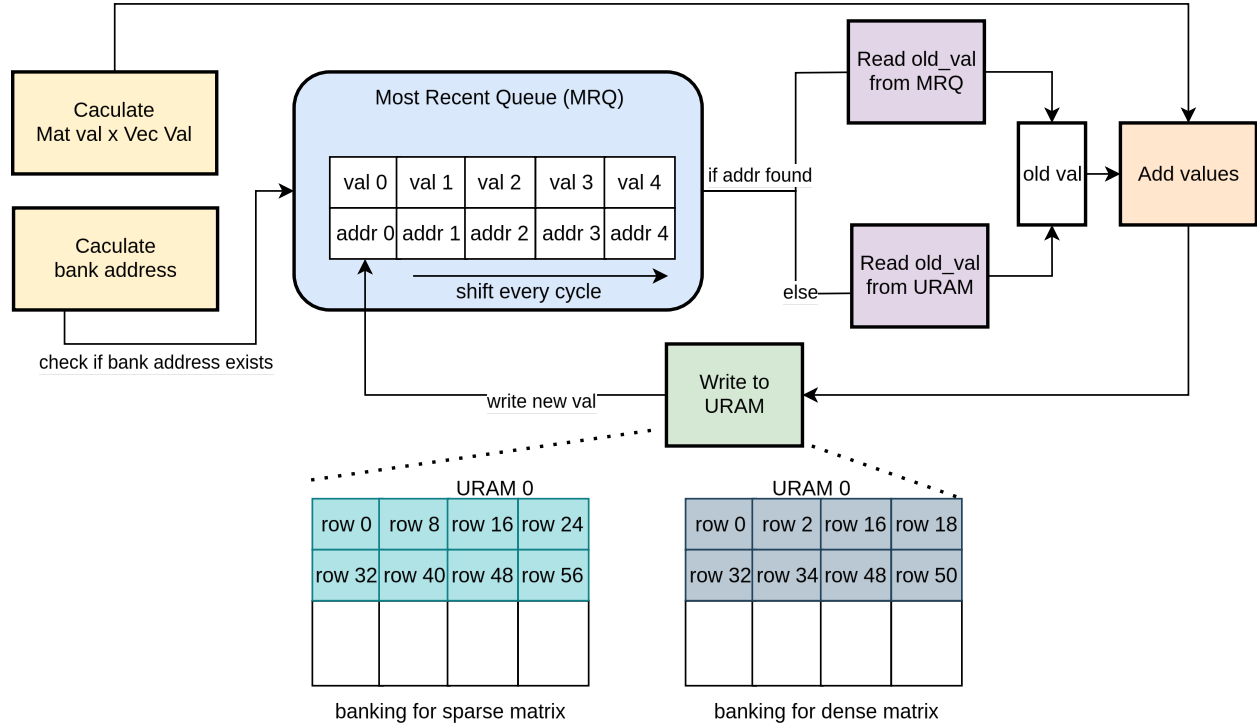 Caculate
Mat val x Vec Val
Caculate
bank address
check if bank address exists
Most Recent Queue (MRQ)
val 0 val 1 val 2 val 3 val 4
addr 0 addr 1 addr 2 addr 3 addr 4
shift every cycle
if addr found
else
Read old_val
from MRQ
Read old_val
from URAM
old val
Add values
Write to
URAM
write new val
URAM 0
row 0 row 8 row 16 row 24
row 32 row 40 row 48 row 56
banking for sparse matrix
URAM 0
row 0 row 2 row 16 row 18
row 32 row 34 row 48 row 50
banking for dense matrix